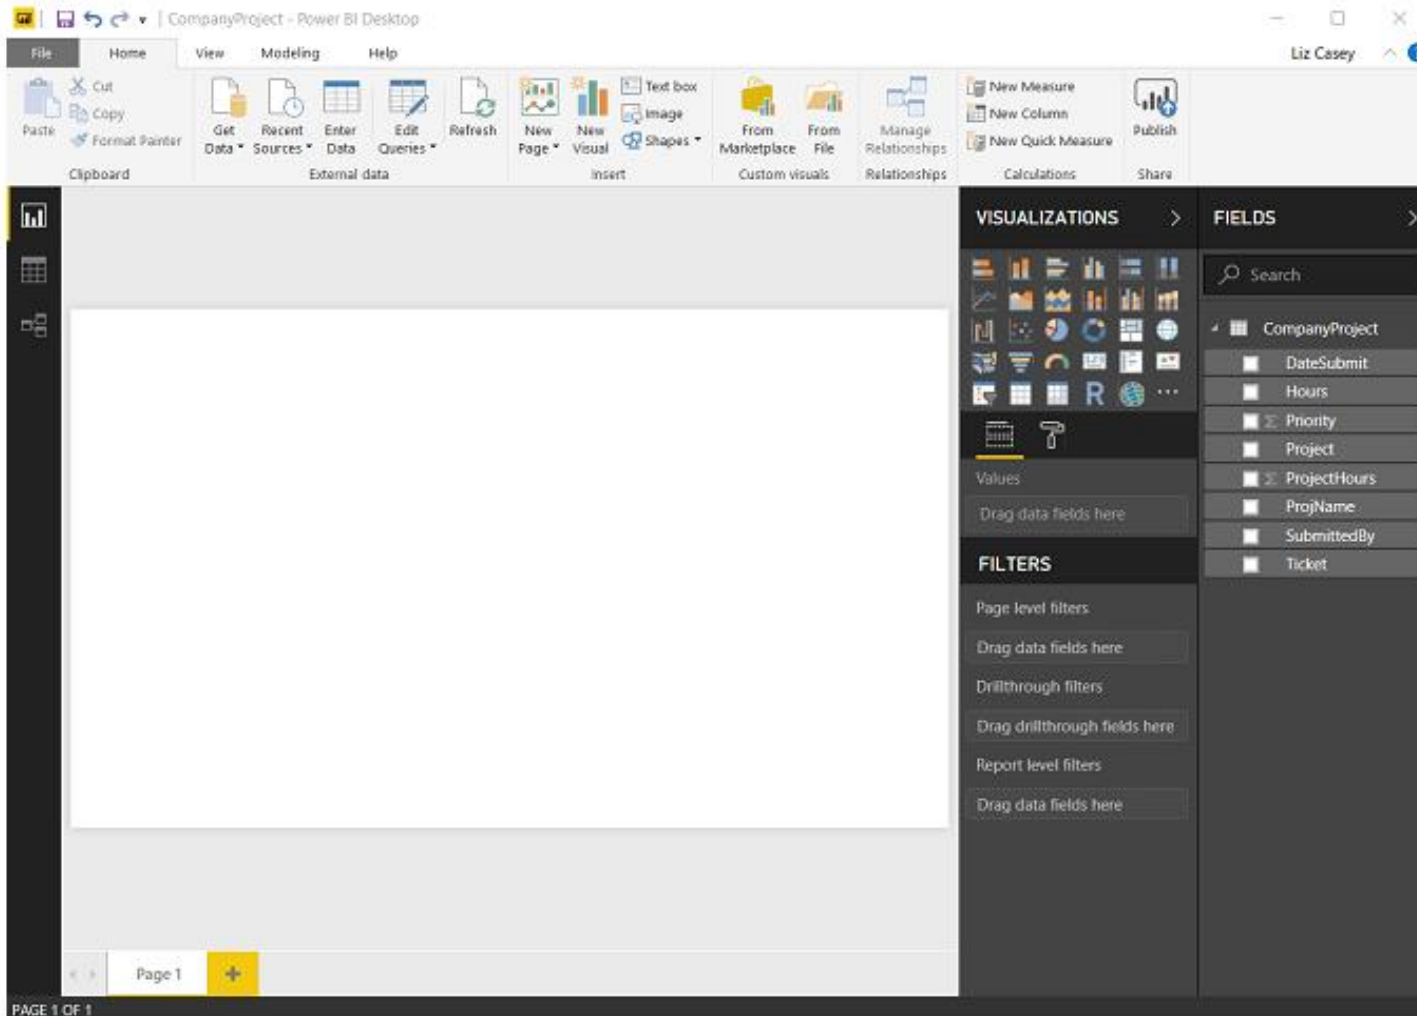 CompanyProject - Power BI Desktop
File Home View Modeling Help Liz Casey
Paste Cut Copy Format Painter
Get Data Recent Sources Enter Data Edit Queries Refresh
New Page New Visual Text box Image Shapes
From Marketplace From File
Manage Relationships
New Measure
New Column
New Quick Measure
Publish
Clipboard External data Insert Custom visuals Relationships Calculations Share
VISUALIZATIONS
R
Values
Drag data fields here
FILTERS
Page level filters
Drag data fields here
Drillthrough filters
Drag drillthrough fields here
Report level filters
Drag data fields here
FIELDS
Search
CompanyProject
DateSubmit
Hours
Σ Priority
Project
Σ ProjectHours
ProjName
SubmittedBy
Ticket
Page 1
PAGE 1 OF 1